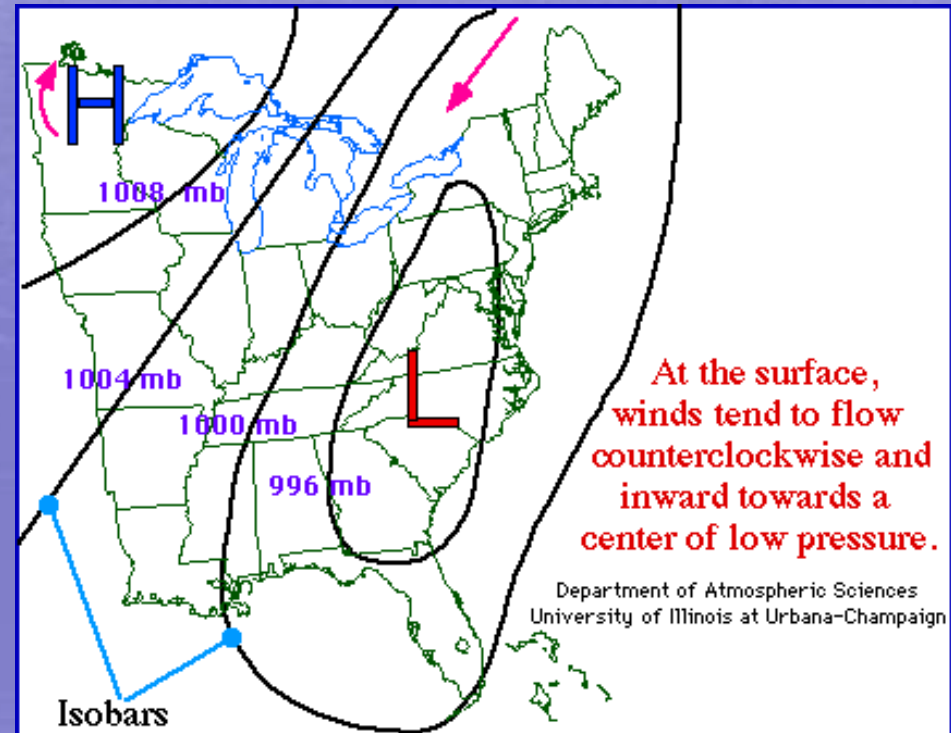 H
1008 mb
1004 mb
1000 mb
996 mb
L
At the surface,
winds tend to flow
counterclockwise and
inward towards a
center of low pressure.
Department of Atmospheric Sciences
University of Illinois at Urbana-Champaign
Isobars